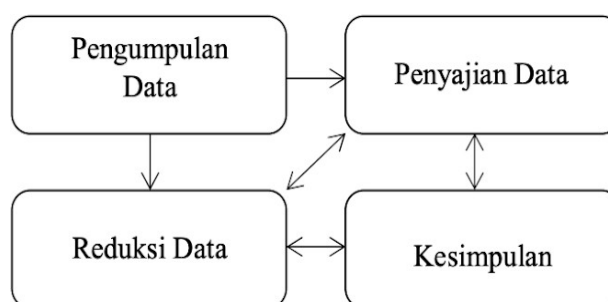 Pengumpulan
Data
Penyajian Data
Reduksi Data
Kesimpulan